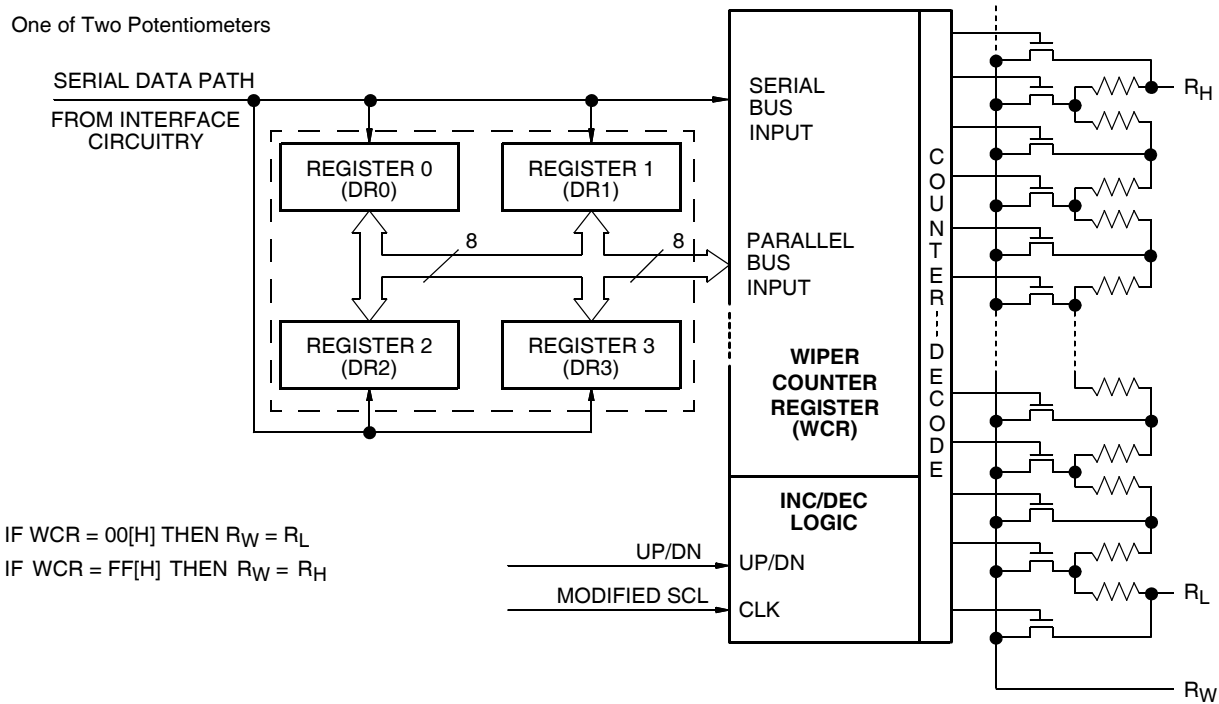 One of Two Potentiometers
SERIAL DATA PATH
FROM INTERFACE
CIRCUITRY
REGISTER 0
(DR0)
REGISTER 1
(DR1)
8
8
REGISTER 2
(DR2)
REGISTER 3
(DR3)
SERIAL
BUS
INPUT
PARALLEL
BUS
INPUT
WIPER
COUNTER
REGISTER
(WCR)
INC/DEC
LOGIC
UP/DN
UP/DN
MODIFIED SCL
CLK
COUNTER
DECODE
RH
RL
RW
IF WCR = 00[H] THEN RW = RL
IF WCR = FF[H] THEN RW = RH